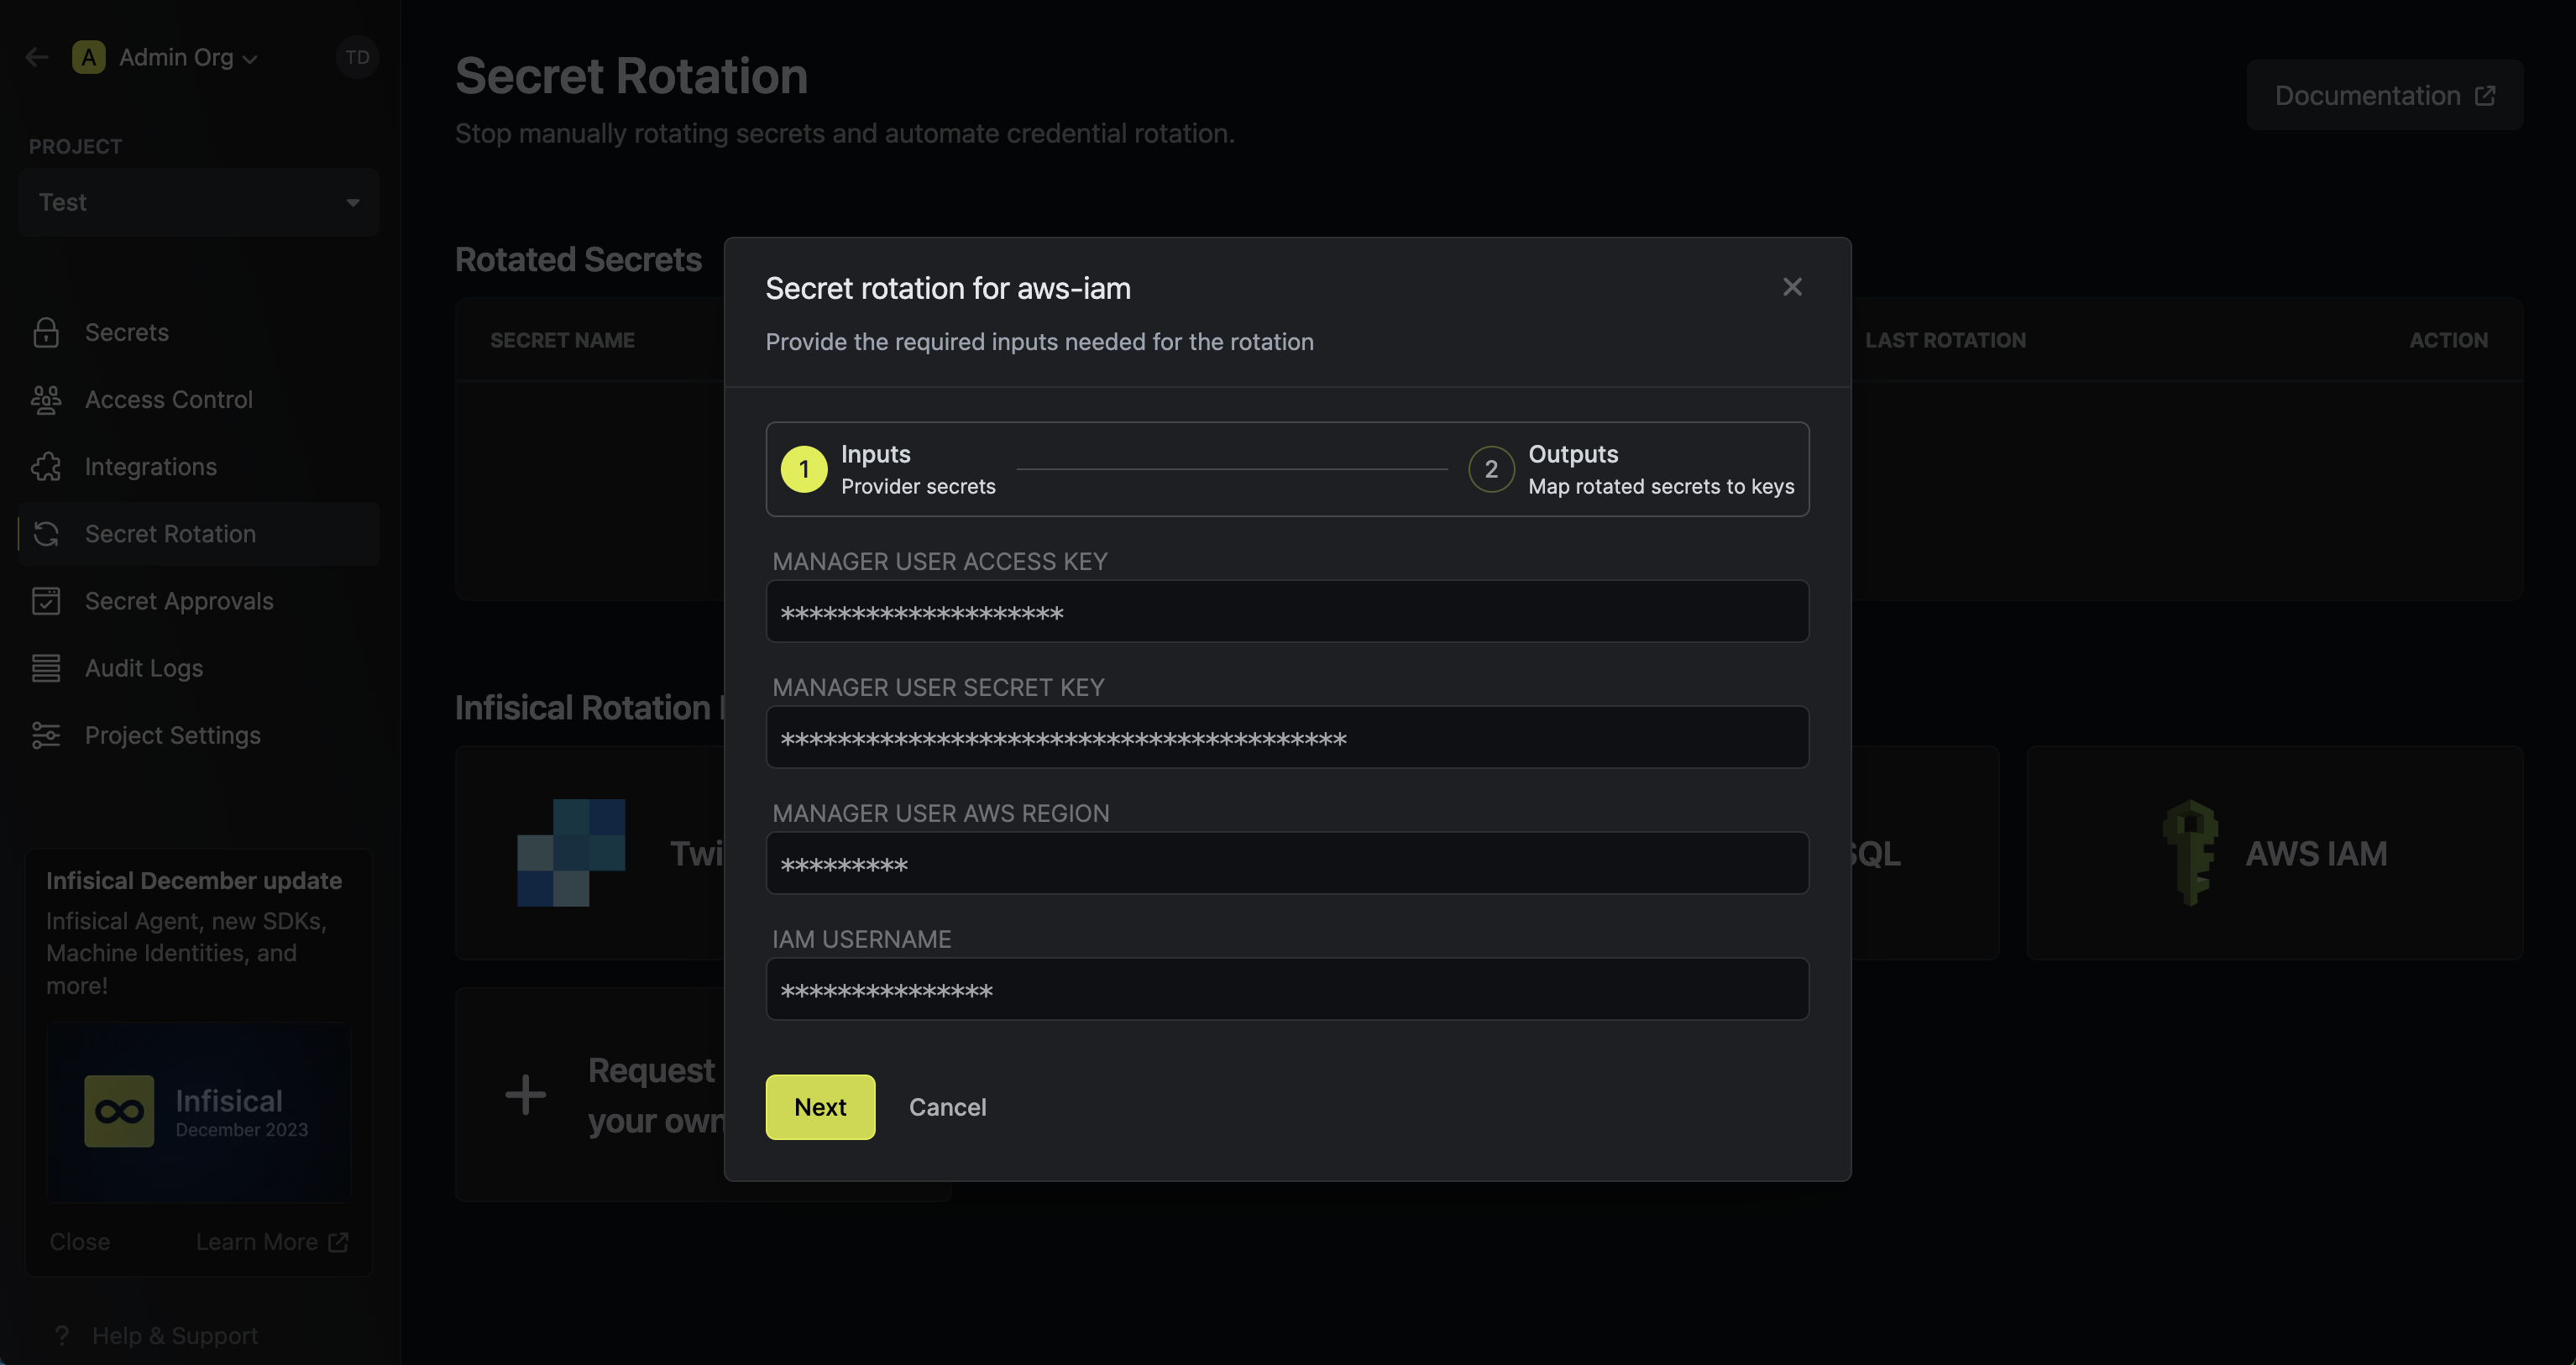 A
Admin Org
TD
PROJECT
Test
Secrets
Access Control
Integrations
Secret Rotation
Secret Approvals
Audit Logs
Project Settings
Infisical December update
Infisical Agent, new SDKs,
Machine Identities, and
more!
Infisical
December 2023
Close
Learn More
? Help & Support
Secret Rotation
Stop manually rotating secrets and automate credential rotation.
Documentation
Rotated Secrets
SECRET NAME
LAST ROTATION
ACTION
Infisical Rotation
AWS IAM
Request
your own
Secret rotation for aws-iam
Provide the required inputs needed for the rotation
1
Inputs
Provider secrets
2
Outputs
Map rotated secrets to keys
MANAGER USER ACCESS KEY
********************
MANAGER USER SECRET KEY
****************************************
MANAGER USER AWS REGION
*********
IAM USERNAME
***************
Next
Cancel